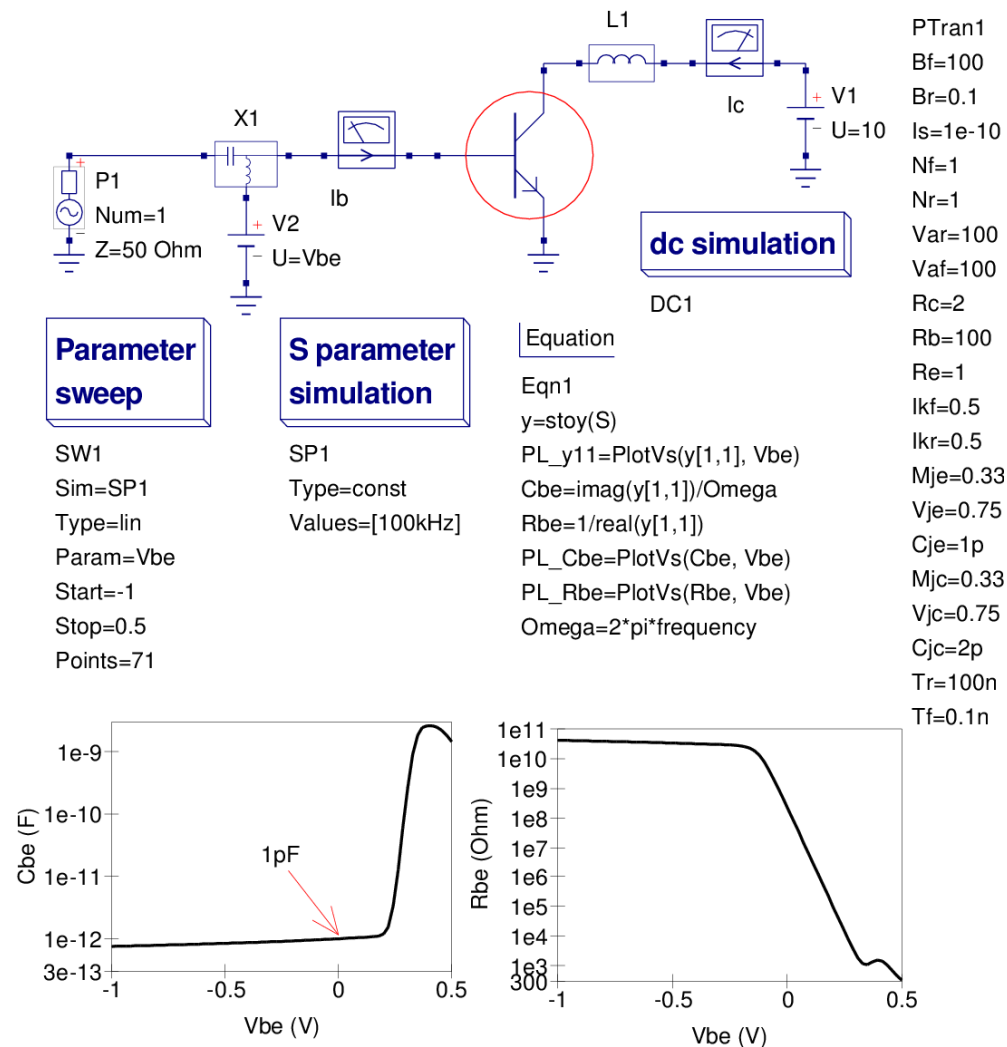 L1
Ic
V1
U=10
X1
Ib
P1
Num=1
Z=50 Ohm
V2
U=Vbe
dc simulation
DC1
Parameter
sweep
SW1
Sim=SP1
Type=lin
Param=Vbe
Start=-1
Stop=0.5
Points=71
S parameter
simulation
SP1
Type=const
Values=[100kHz]
Equation
Eqn1
y=stoy(S)
PL_y11=PlotVs(y[1,1], Vbe)
Cbe=imag(y[1,1])/Omega
Rbe=1/real(y[1,1])
PL_Cbe=PlotVs(Cbe, Vbe)
PL_Rbe=PlotVs(Rbe, Vbe)
Omega=2*pi*frequency
PTran1
Bf=100
Br=0.1
Is=1e-10
Nf=1
Nr=1
Var=100
Vaf=100
Rc=2
Rb=100
Re=1
Ikf=0.5
Ikr=0.5
Mje=0.33
Vje=0.75
Cje=1p
Mjc=0.33
Vjc=0.75
Cjc=2p
Tr=100n
Tf=0.1n
Cbe (F)
1e-9
1e-10
1e-11
1e-12
3e-13
1pF
-1 -0.5 0 0.5
Vbe (V)
Rbe (Ohm)
1e11
1e10
1e9
1e8
1e7
1e6
1e5
1e4
1e3
300
-1 -0.5 0 0.5
Vbe (V)